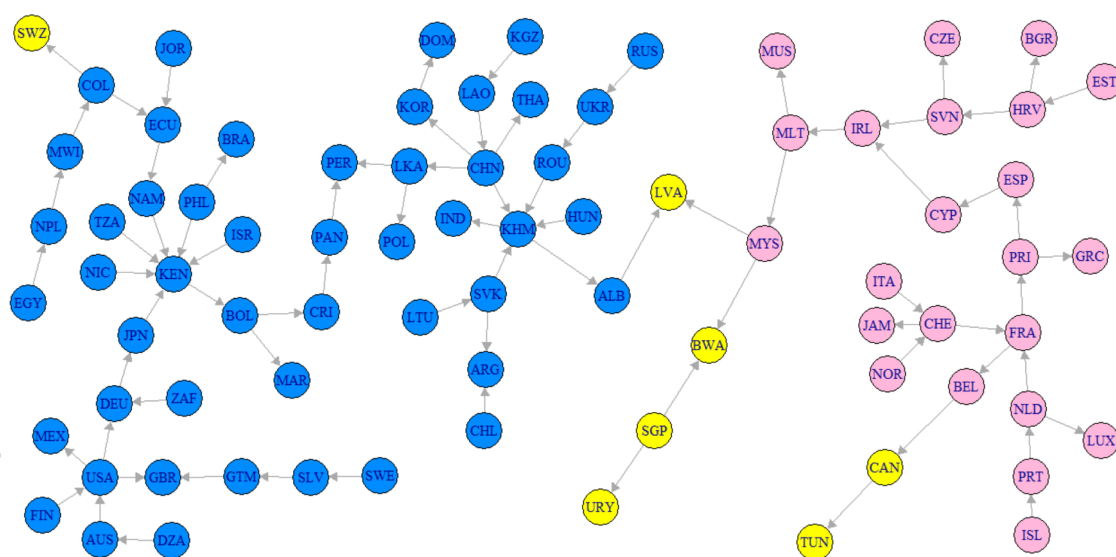 SWZ
JOR
COL
ECU
MWI
BRA
NAM
PHL
NPL
TZA
ISR
NIC
KEN
EGY
BOL
JPN
MAR
DEU
ZAF
MEX
USA
GBR
GTM
SLV
SWE
FIN
AUS
DZA
DOM
KGZ
RUS
KOR
LAO
THA
UKR
PER
LKA
CHN
ROU
IND
HUN
KHM
PAN
POL
CRI
SVK
ALB
LTU
ARG
CHL
LVA
MYS
BWA
SGP
URY
MUS
MLT
IRL
CZE
BGR
EST
SVN
HRV
ESP
CYP
PRI
GRC
ITA
JAM
CHE
FRA
NOR
BEL
NLD
LUX
CAN
PRT
TUN
ISL